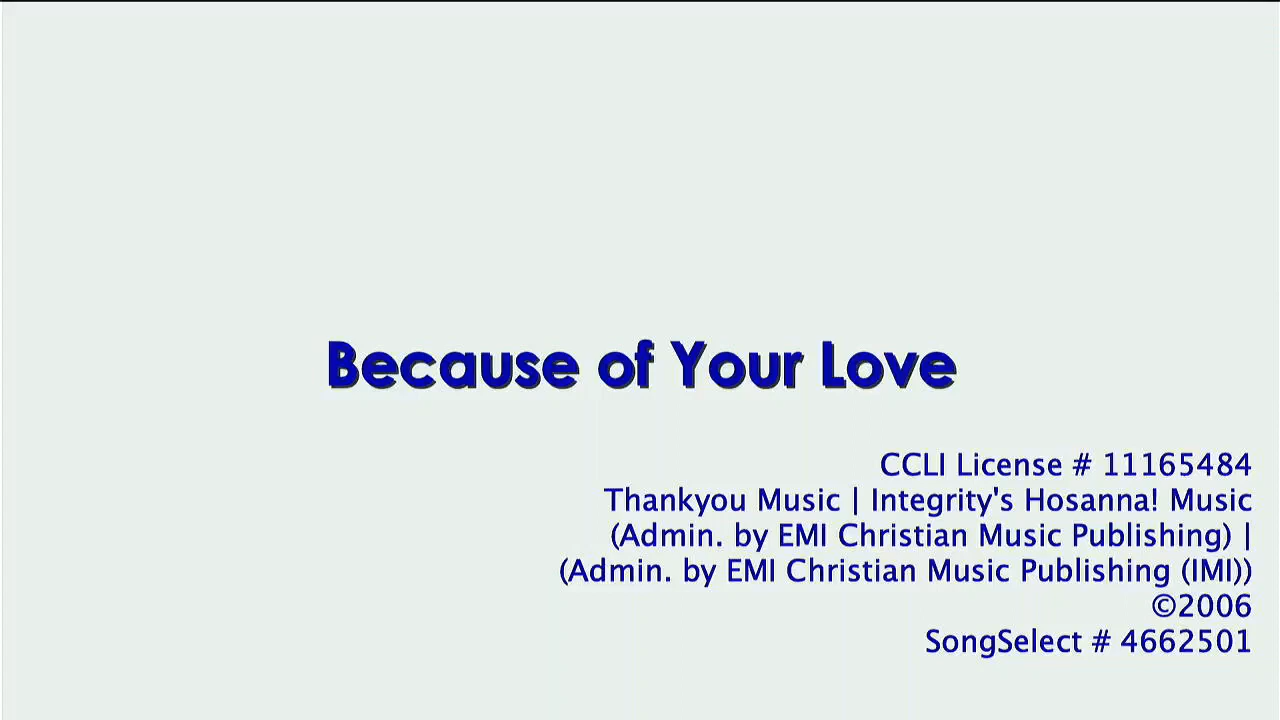 Because of Your Love
CCLI License # 11165484
Thankyou Music | Integrity's Hosanna! Music
(Admin. by EMI Christian Music Publishing) |
(Admin. by EMI Christian Music Publishing (IMI))
©2006
SongSelect # 4662501